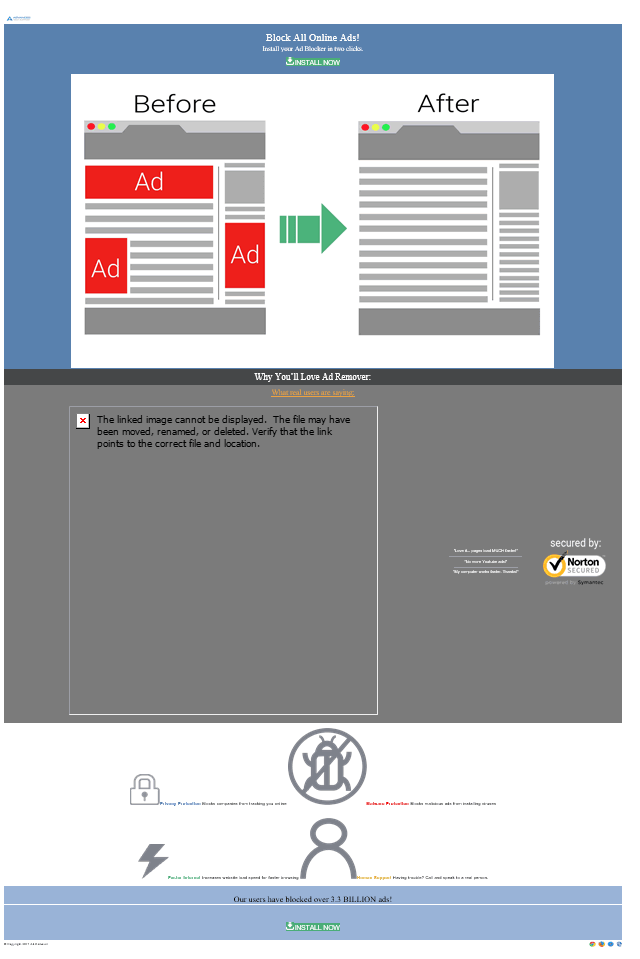 Block All Online Ads!
Install your Ad Blocker in two clicks.
INSTALL NOW
Before
After
Ad
Ad
Ad
Why You'll Love Ad Remover:
What real users are saying:
The linked image cannot be displayed. The file may have
been moved, renamed, or deleted. Verify that the link
points to the correct file and location.
"Love it... pages load MUCH faster!"
"No more Youtube ads!"
"My computer works faster, Thanks!"
secured by:
Norton
SECURED
powered by Symantec
Privacy Protection Blocks companies from tracking you online
Malware Protection Blocks malicious ads from installing viruses
Faster Internet Increases website load speed for faster browsing
Human Support Having trouble? Call and speak to a real person.
Our users have blocked over 3.3 BILLION ads!
INSTALL NOW